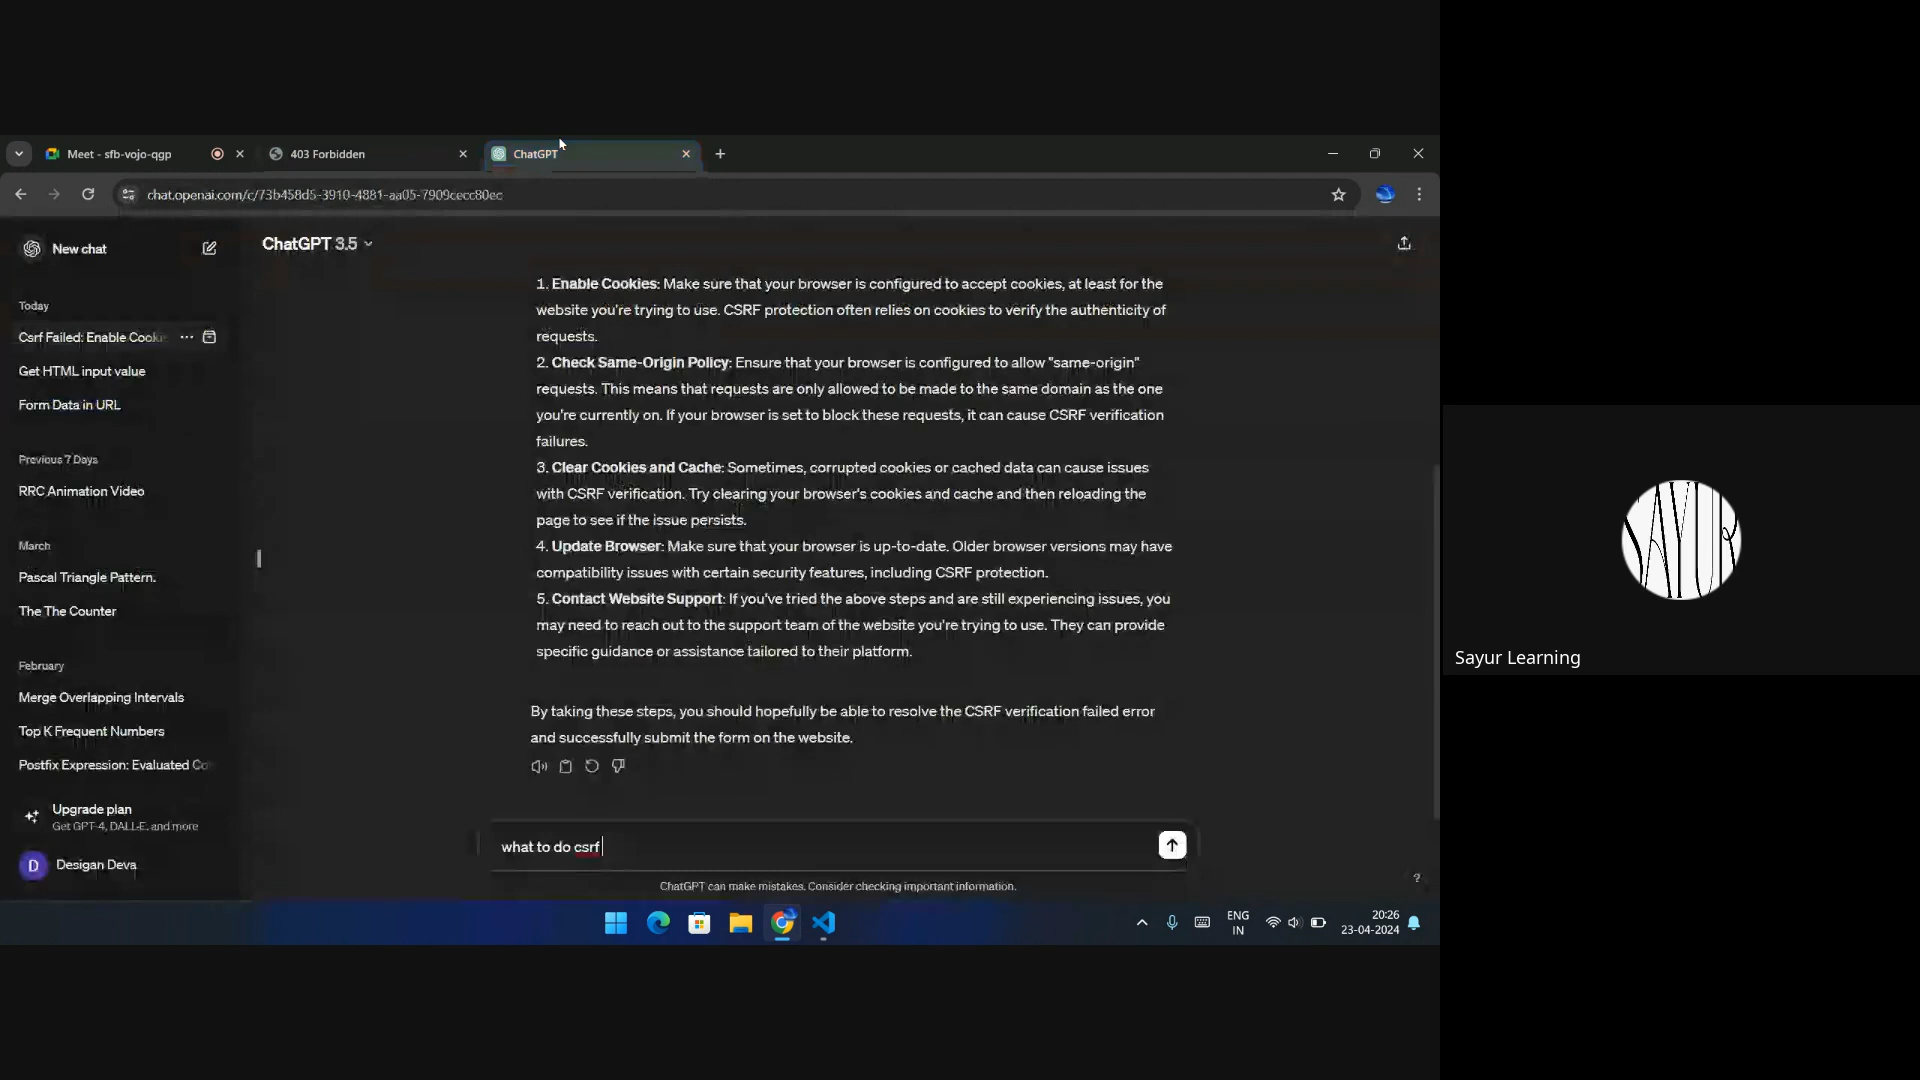 Meet - sfb-vojo-qgp
403 Forbidden
ChatGPT
chat.openai.com/c/73b458d5-3910-4881-aa05-7909cecc80ec
New chat
ChatGPT 3.5
Today
Csrf Failed: Enable Cooki
Get HTML input value
Form Data in URL
Previous 7 Days
RRC Animation Video
March
Pascal Triangle Pattern.
The The Counter
February
Merge Overlapping Intervals
Top K Frequent Numbers
Postfix Expression: Evaluated Co
Upgrade plan
Get GPT-4, DALL-E, and more
D
Desigan Deva
1. Enable Cookies: Make sure that your browser is configured to accept cookies, at least for the
website you're trying to use. CSRF protection often relies on cookies to verify the authenticity of
requests.
2. Check Same-Origin Policy: Ensure that your browser is configured to allow "same-origin"
requests. This means that requests are only allowed to be made to the same domain as the one
you're currently on. If your browser is set to block these requests, it can cause CSRF verification
failures.
3. Clear Cookies and Cache: Sometimes, corrupted cookies or cached data can cause issues
with CSRF verification. Try clearing your browser's cookies and cache and then reloading the
page to see if the issue persists.
4. Update Browser: Make sure that your browser is up-to-date. Older browser versions may have
compatibility issues with certain security features, including CSRF protection.
5. Contact Website Support: If you've tried the above steps and are still experiencing issues, you
may need to reach out to the support team of the website you're trying to use. They can provide
specific guidance or assistance tailored to their platform.
By taking these steps, you should hopefully be able to resolve the CSRF verification failed error
and successfully submit the form on the website.
what to do csrf
ChatGPT can make mistakes. Consider checking important information.
?
ENG
IN
20:26
23-04-2024
Sayur Learning